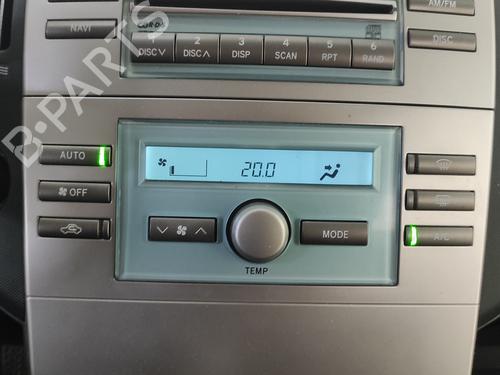 AM/FM
NAVI
DISC
1 2 3 4 5 6
DISC∨ DISC∧ DISP SCAN RPT RAND
B-PARTS
AUTO
20.0
OFF
MODE
A/C
TEMP